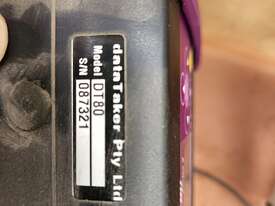 dataTaker Pty Ltd
Model DT80
S/N 087321